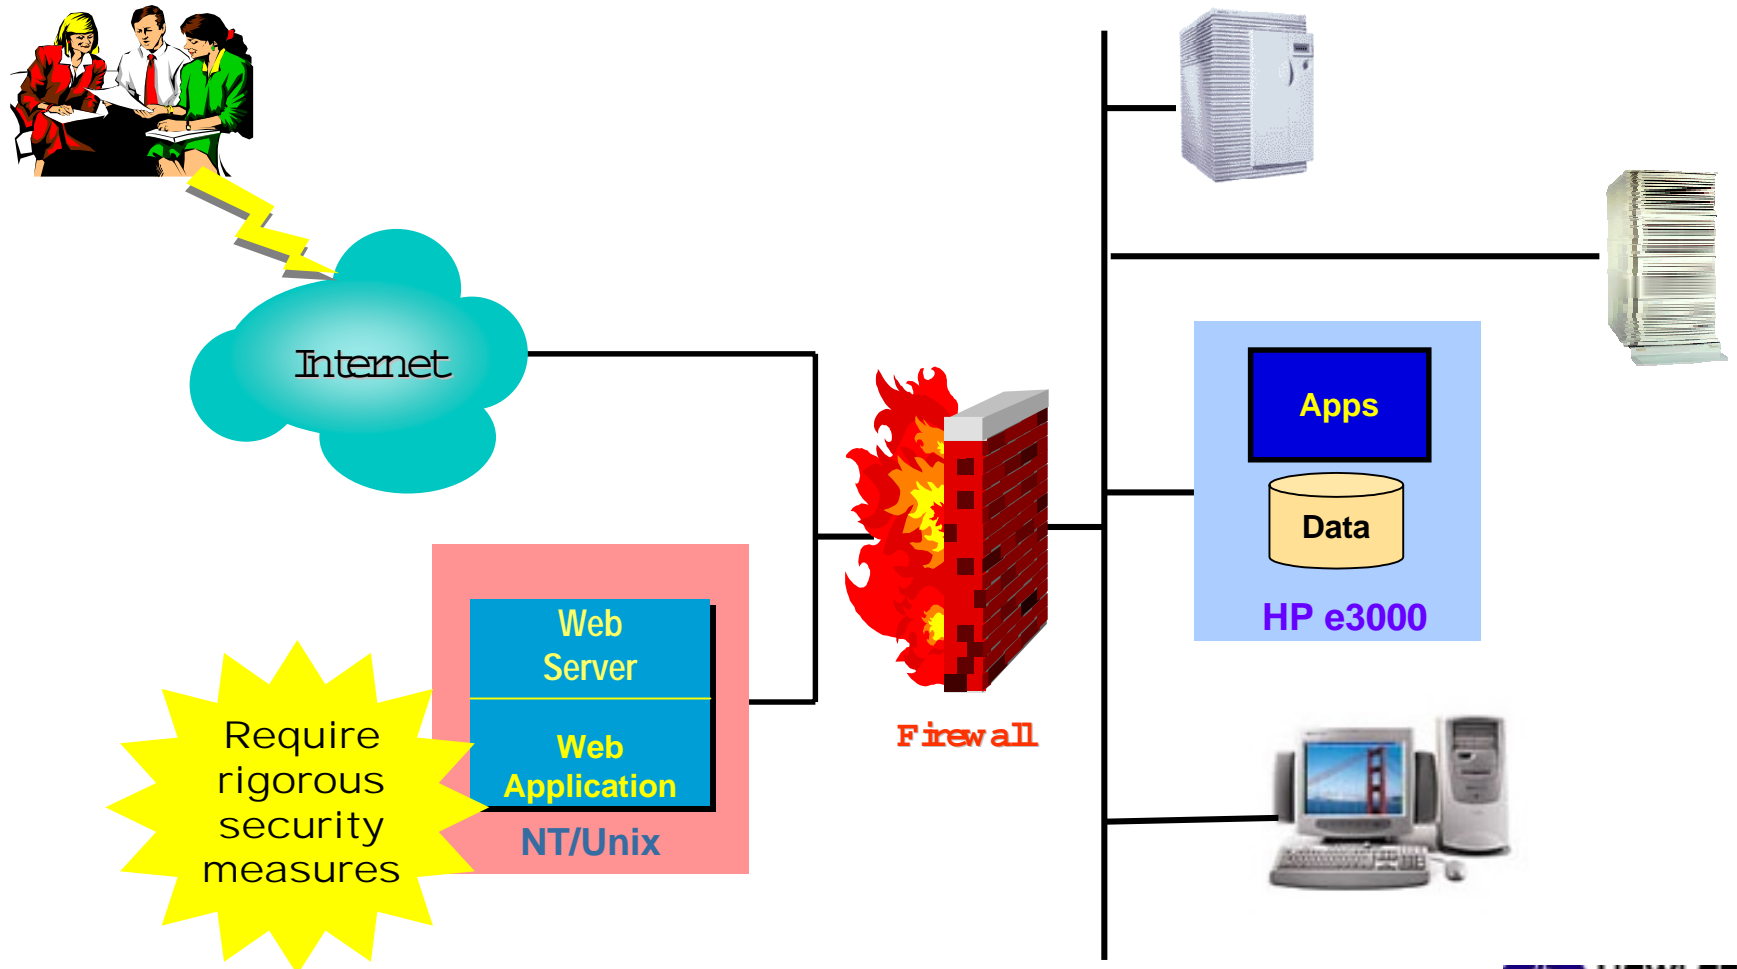 Internet
Apps
Data
HP e3000
Web
Server
Web
Application
NT/Unix
Firewall
Require
rigorous
security
measures